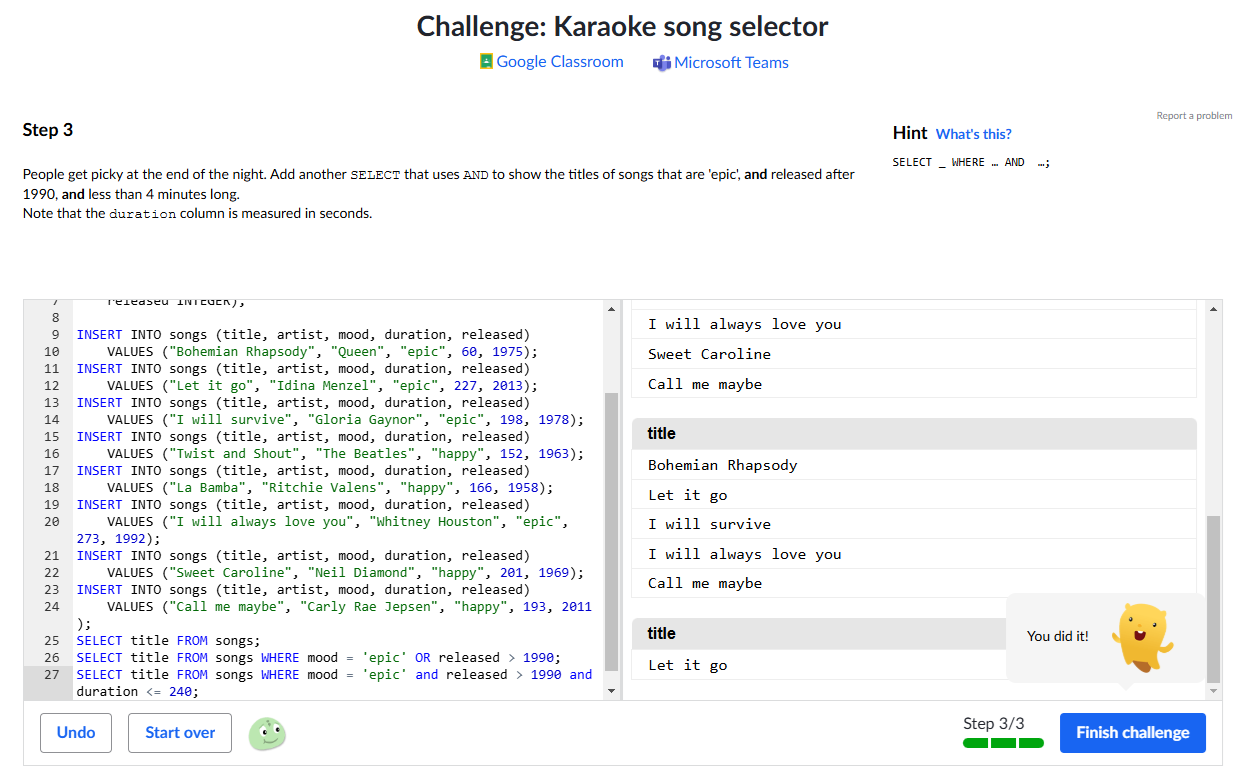 Challenge: Karaoke song selector
Google Classroom
Microsoft Teams
Report a problem
Step 3
Hint What's this?
SELECT _ WHERE … AND …;
People get picky at the end of the night. Add another SELECT that uses AND to show the titles of songs that are 'epic', and released after
1990, and less than 4 minutes long.
Note that the duration column is measured in seconds.
7 released INTEGER);
8
9 INSERT INTO songs (title, artist, mood, duration, released)
10 VALUES ("Bohemian Rhapsody", "Queen", "epic", 60, 1975);
11 INSERT INTO songs (title, artist, mood, duration, released)
12 VALUES ("Let it go", "Idina Menzel", "epic", 227, 2013);
13 INSERT INTO songs (title, artist, mood, duration, released)
14 VALUES ("I will survive", "Gloria Gaynor", "epic", 198, 1978);
15 INSERT INTO songs (title, artist, mood, duration, released)
16 VALUES ("Twist and Shout", "The Beatles", "happy", 152, 1963);
17 INSERT INTO songs (title, artist, mood, duration, released)
18 VALUES ("La Bamba", "Ritchie Valens", "happy", 166, 1958);
19 INSERT INTO songs (title, artist, mood, duration, released)
20 VALUES ("I will always love you", "Whitney Houston", "epic",
273, 1992);
21 INSERT INTO songs (title, artist, mood, duration, released)
22 VALUES ("Sweet Caroline", "Neil Diamond", "happy", 201, 1969);
23 INSERT INTO songs (title, artist, mood, duration, released)
24 VALUES ("Call me maybe", "Carly Rae Jepsen", "happy", 193, 2011
);
25 SELECT title FROM songs;
26 SELECT title FROM songs WHERE mood = 'epic' OR released > 1990;
27 SELECT title FROM songs WHERE mood = 'epic' and released > 1990 and
duration <= 240;
I will always love you
Sweet Caroline
Call me maybe
title
Bohemian Rhapsody
Let it go
I will survive
I will always love you
Call me maybe
title
Let it go
You did it!
Undo
Start over
Step 3/3
Finish challenge